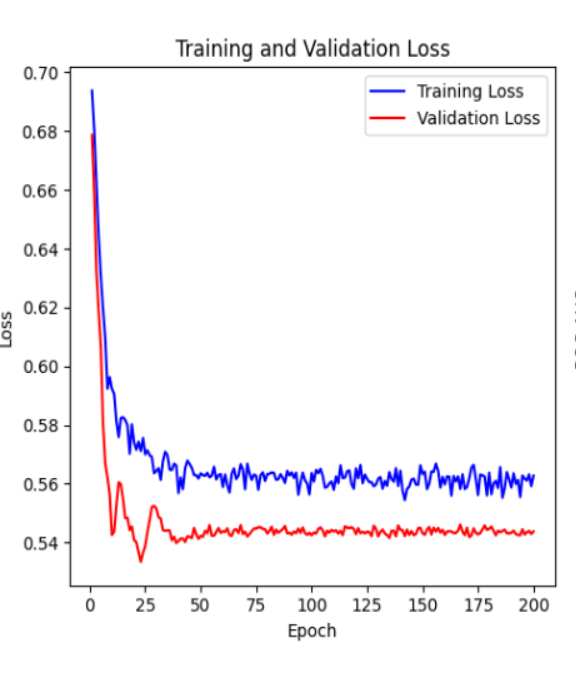 Training and Validation Loss
Training Loss
Validation Loss
0.70
0.68
0.66
0.64
0.62
0.60
0.58
0.56
0.54
Loss
0 25 50 75 100 125 150 175 200
Epoch